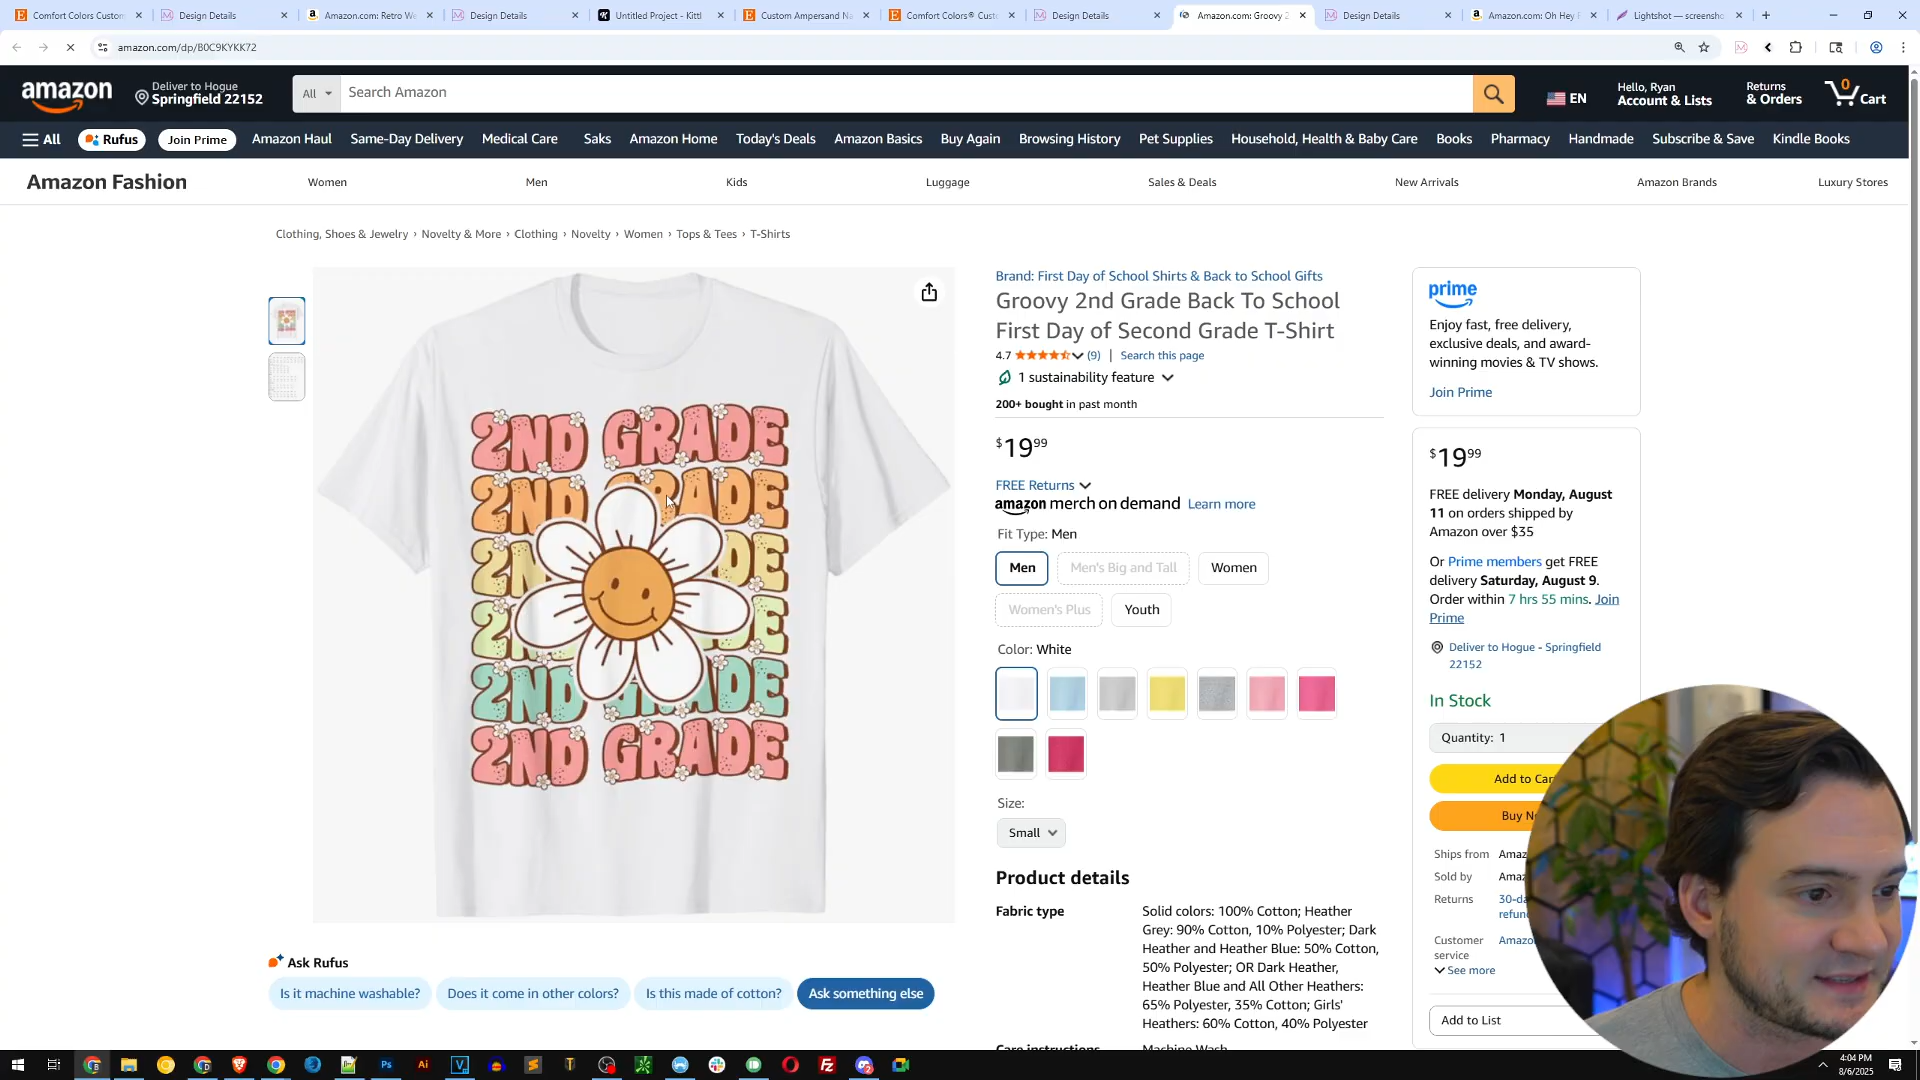 Comfort Colors Custom
Design Details
Amazon.com: Retro We
Design Details
Untitled Project - Kittl
Custom Ampersand Na
Comfort Colors® Cust
Design Details
Amazon.com: Groovy 2
Design Details
Amazon.com: Oh Hey F
Lightshot — screensho
amazon.com/dp/B0C9KYKK72
amazon
Deliver to Hogue
Springfield 22152
All
Search Amazon
EN
Hello, Ryan
Account & Lists
Returns
& Orders
0
Cart
All
Rufus
Join Prime
Amazon Haul
Same-Day Delivery
Medical Care
Saks
Amazon Home
Today's Deals
Amazon Basics
Buy Again
Browsing History
Pet Supplies
Household, Health & Baby Care
Books
Pharmacy
Handmade
Subscribe & Save
Kindle Books
Amazon Fashion
Women
Men
Kids
Luggage
Sales & Deals
New Arrivals
Amazon Brands
Luxury Stores
Clothing, Shoes & Jewelry › Novelty & More › Clothing › Novelty › Women › Tops & Tees › T-Shirts
2ND GRADE
2ND GRADE
2ND GRADE
2ND GRADE
2ND GRADE
2ND GRADE
Brand: First Day of School Shirts & Back to School Gifts
Groovy 2nd Grade Back To School
First Day of Second Grade T-Shirt
4.7 (9) | Search this page
1 sustainability feature
200+ bought in past month
$19.99
FREE Returns
amazon merch on demand Learn more
Fit Type: Men
Men
Men's Big and Tall
Women
Women's Plus
Youth
Color: White
Size:
Small
Product details
Fabric type
Solid colors: 100% Cotton; Heather
Grey: 90% Cotton, 10% Polyester; Dark
Heather and Heather Blue: 50% Cotton,
50% Polyester; OR Dark Heather,
Heather Blue and All Other Heathers:
65% Polyester, 35% Cotton; Girls'
Heathers: 60% Cotton, 40% Polyester
Care instructions
Machine Wash
prime
Enjoy fast, free delivery,
exclusive deals, and award-
winning movies & TV shows.
Join Prime
$19.99
FREE delivery Monday, August
11 on orders shipped by
Amazon over $35
Or Prime members get FREE
delivery Saturday, August 9.
Order within 7 hrs 55 mins. Join
Prime
Deliver to Hogue - Springfield
22152
In Stock
Quantity: 1
Add to Car
Buy N
Ships from Amaz
Sold by Amaz
Returns 30-da
refun
Customer
service
Amazo
See more
Add to List
Ask Rufus
Is it machine washable?
Does it come in other colors?
Is this made of cotton?
Ask something else
4:04 PM
8/6/2025